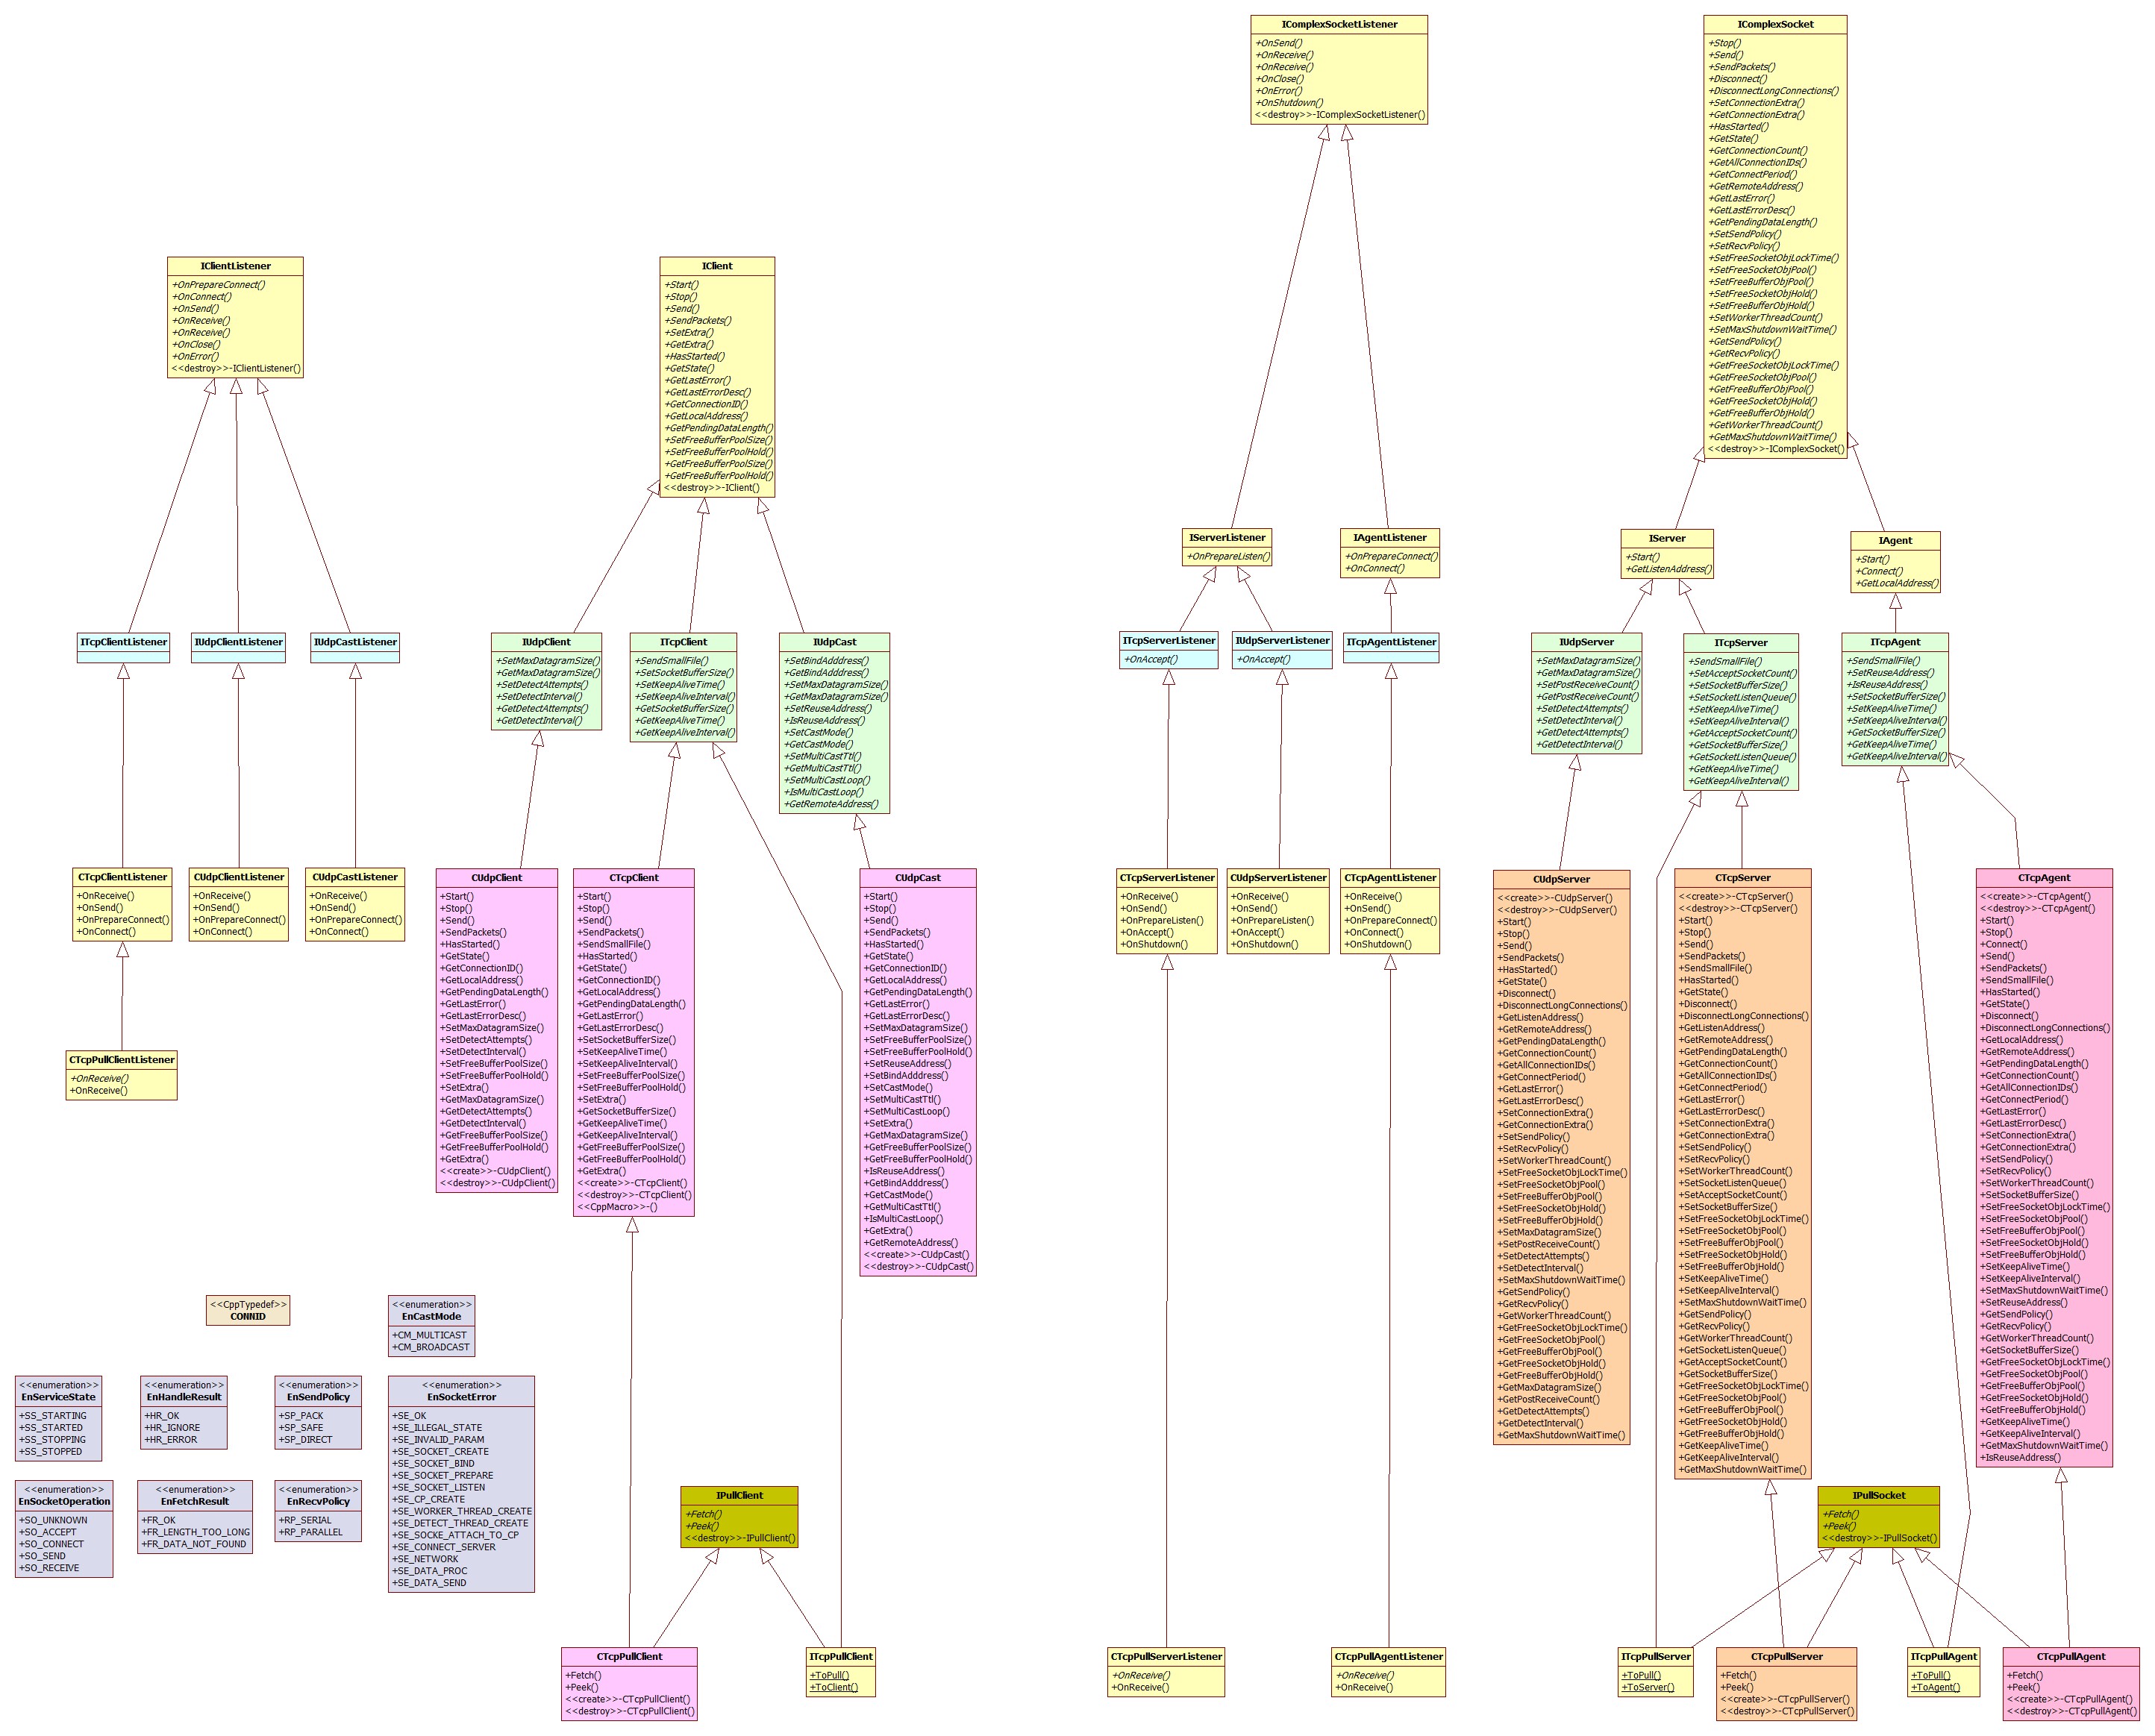 IComplexSocketListener
+OnSend()
+OnReceive()
+OnReceive()
+OnClose()
+OnError()
+OnShutdown()
<<destroy>>-IComplexSocketListener()
IComplexSocket
+Stop()
+Send()
+SendPackets()
+Disconnect()
+DisconnectLongConnections()
+SetConnectionExtra()
+GetConnectionExtra()
+HasStarted()
+GetState()
+GetConnectionCount()
+GetAllConnectionIDs()
+GetConnectPeriod()
+GetRemoteAddress()
+GetLastError()
+GetLastErrorDesc()
+GetPendingDataLength()
+SetSendPolicy()
+SetRecvPolicy()
+SetFreeSocketObjLockTime()
+SetFreeSocketObjPool()
+SetFreeBufferObjPool()
+SetFreeSocketObjHold()
+SetFreeBufferObjHold()
+SetWorkerThreadCount()
+SetMaxShutdownWaitTime()
+GetSendPolicy()
+GetRecvPolicy()
+GetFreeSocketObjLockTime()
+GetFreeSocketObjPool()
+GetFreeBufferObjPool()
+GetFreeSocketObjHold()
+GetFreeBufferObjHold()
+GetWorkerThreadCount()
+GetMaxShutdownWaitTime()
<<destroy>>-IComplexSocket()
IClientListener
+OnPrepareConnect()
+OnConnect()
+OnSend()
+OnReceive()
+OnReceive()
+OnClose()
+OnError()
<<destroy>>-IClientListener()
IClient
+Start()
+Stop()
+Send()
+SendPackets()
+SetExtra()
+GetExtra()
+HasStarted()
+GetState()
+GetLastError()
+GetLastErrorDesc()
+GetConnectionID()
+GetLocalAddress()
+GetPendingDataLength()
+SetFreeBufferPoolSize()
+SetFreeBufferPoolHold()
+GetFreeBufferPoolSize()
+GetFreeBufferPoolHold()
<<destroy>>-IClient()
IServerListener
+OnPrepareListen()
IAgentListener
+OnPrepareConnect()
+OnConnect()
IServer
+Start()
+GetListenAddress()
IAgent
+Start()
+Connect()
+GetLocalAddress()
ITcpClientListener
IUdpClientListener
IUdpCastListener
IUdpClient
+SetMaxDatagramSize()
+GetMaxDatagramSize()
+SetDetectAttempts()
+SetDetectInterval()
+GetDetectAttempts()
+GetDetectInterval()
ITcpClient
+SendSmallFile()
+SetSocketBufferSize()
+SetKeepAliveTime()
+SetKeepAliveInterval()
+GetSocketBufferSize()
+GetKeepAliveTime()
+GetKeepAliveInterval()
IUdpCast
+SetBindAdddress()
+GetBindAdddress()
+SetMaxDatagramSize()
+GetMaxDatagramSize()
+SetReuseAddress()
+IsReuseAddress()
+SetCastMode()
+GetCastMode()
+SetMultiCastTtl()
+GetMultiCastTtl()
+SetMultiCastLoop()
+IsMultiCastLoop()
+GetRemoteAddress()
ITcpServerListener
+OnAccept()
IUdpServerListener
+OnAccept()
ITcpAgentListener
IUdpServer
+SetMaxDatagramSize()
+GetMaxDatagramSize()
+SetPostReceiveCount()
+GetPostReceiveCount()
+SetDetectAttempts()
+SetDetectInterval()
+GetDetectAttempts()
+GetDetectInterval()
ITcpServer
+SendSmallFile()
+SetAcceptSocketCount()
+SetSocketBufferSize()
+SetSocketListenQueue()
+SetKeepAliveTime()
+SetKeepAliveInterval()
+GetAcceptSocketCount()
+GetSocketBufferSize()
+GetSocketListenQueue()
+GetKeepAliveTime()
+GetKeepAliveInterval()
ITcpAgent
+SendSmallFile()
+SetReuseAddress()
+IsReuseAddress()
+SetSocketBufferSize()
+SetKeepAliveTime()
+SetKeepAliveInterval()
+GetSocketBufferSize()
+GetKeepAliveTime()
+GetKeepAliveInterval()
CTcpClientListener
+OnReceive()
+OnSend()
+OnPrepareConnect()
+OnConnect()
CUdpClientListener
+OnReceive()
+OnSend()
+OnPrepareConnect()
+OnConnect()
CUdpCastListener
+OnReceive()
+OnSend()
+OnPrepareConnect()
+OnConnect()
CUdpClient
+Start()
+Stop()
+Send()
+SendPackets()
+HasStarted()
+GetState()
+GetConnectionID()
+GetLocalAddress()
+GetPendingDataLength()
+GetLastError()
+GetLastErrorDesc()
+SetMaxDatagramSize()
+SetDetectAttempts()
+SetDetectInterval()
+SetFreeBufferPoolSize()
+SetFreeBufferPoolHold()
+SetExtra()
+GetMaxDatagramSize()
+GetDetectAttempts()
+GetDetectInterval()
+GetFreeBufferPoolSize()
+GetFreeBufferPoolHold()
+GetExtra()
<<create>>-CUdpClient()
<<destroy>>-CUdpClient()
CTcpClient
+Start()
+Stop()
+Send()
+SendPackets()
+SendSmallFile()
+HasStarted()
+GetState()
+GetConnectionID()
+GetLocalAddress()
+GetPendingDataLength()
+GetLastError()
+GetLastErrorDesc()
+SetSocketBufferSize()
+SetKeepAliveTime()
+SetKeepAliveInterval()
+SetFreeBufferPoolSize()
+SetFreeBufferPoolHold()
+SetExtra()
+GetSocketBufferSize()
+GetKeepAliveTime()
+GetKeepAliveInterval()
+GetFreeBufferPoolSize()
+GetFreeBufferPoolHold()
+GetExtra()
<<create>>-CTcpClient()
<<destroy>>-CTcpClient()
<<CppMacro>>-()
CUdpCast
+Start()
+Stop()
+Send()
+SendPackets()
+HasStarted()
+GetState()
+GetConnectionID()
+GetLocalAddress()
+GetPendingDataLength()
+GetLastError()
+GetLastErrorDesc()
+SetMaxDatagramSize()
+SetFreeBufferPoolSize()
+SetFreeBufferPoolHold()
+SetReuseAddress()
+SetBindAdddress()
+SetCastMode()
+SetMultiCastTtl()
+SetMultiCastLoop()
+SetExtra()
+GetMaxDatagramSize()
+GetFreeBufferPoolSize()
+GetFreeBufferPoolHold()
+IsReuseAddress()
+GetBindAdddress()
+GetCastMode()
+GetMultiCastTtl()
+IsMultiCastLoop()
+GetExtra()
+GetRemoteAddress()
<<create>>-CUdpCast()
<<destroy>>-CUdpCast()
CTcpServerListener
+OnReceive()
+OnSend()
+OnPrepareListen()
+OnAccept()
+OnShutdown()
CUdpServerListener
+OnReceive()
+OnSend()
+OnPrepareListen()
+OnAccept()
+OnShutdown()
CTcpAgentListener
+OnReceive()
+OnSend()
+OnPrepareConnect()
+OnConnect()
+OnShutdown()
CUdpServer
<<create>>-CUdpServer()
<<destroy>>-CUdpServer()
+Start()
+Stop()
+Send()
+SendPackets()
+HasStarted()
+GetState()
+Disconnect()
+DisconnectLongConnections()
+GetListenAddress()
+GetRemoteAddress()
+GetPendingDataLength()
+GetConnectionCount()
+GetAllConnectionIDs()
+GetConnectPeriod()
+GetLastError()
+GetLastErrorDesc()
+SetConnectionExtra()
+GetConnectionExtra()
+SetSendPolicy()
+SetRecvPolicy()
+SetWorkerThreadCount()
+SetFreeSocketObjLockTime()
+SetFreeSocketObjPool()
+SetFreeBufferObjPool()
+SetFreeSocketObjHold()
+SetFreeBufferObjHold()
+SetMaxDatagramSize()
+SetPostReceiveCount()
+SetDetectAttempts()
+SetDetectInterval()
+SetMaxShutdownWaitTime()
+GetSendPolicy()
+GetRecvPolicy()
+GetWorkerThreadCount()
+GetFreeSocketObjLockTime()
+GetFreeSocketObjPool()
+GetFreeBufferObjPool()
+GetFreeSocketObjHold()
+GetFreeBufferObjHold()
+GetMaxDatagramSize()
+GetPostReceiveCount()
+GetDetectAttempts()
+GetDetectInterval()
+GetMaxShutdownWaitTime()
CTcpServer
<<create>>-CTcpServer()
<<destroy>>-CTcpServer()
+Start()
+Stop()
+Send()
+SendPackets()
+SendSmallFile()
+HasStarted()
+GetState()
+Disconnect()
+DisconnectLongConnections()
+GetListenAddress()
+GetRemoteAddress()
+GetPendingDataLength()
+GetConnectionCount()
+GetAllConnectionIDs()
+GetConnectPeriod()
+GetLastError()
+GetLastErrorDesc()
+SetConnectionExtra()
+GetConnectionExtra()
+SetSendPolicy()
+SetRecvPolicy()
+SetWorkerThreadCount()
+SetSocketListenQueue()
+SetAcceptSocketCount()
+SetSocketBufferSize()
+SetFreeSocketObjLockTime()
+SetFreeSocketObjPool()
+SetFreeBufferObjPool()
+SetFreeSocketObjHold()
+SetFreeBufferObjHold()
+SetKeepAliveTime()
+SetKeepAliveInterval()
+SetMaxShutdownWaitTime()
+GetSendPolicy()
+GetRecvPolicy()
+GetWorkerThreadCount()
+GetSocketListenQueue()
+GetAcceptSocketCount()
+GetSocketBufferSize()
+GetFreeSocketObjLockTime()
+GetFreeSocketObjPool()
+GetFreeBufferObjPool()
+GetFreeSocketObjHold()
+GetFreeBufferObjHold()
+GetKeepAliveTime()
+GetKeepAliveInterval()
+GetMaxShutdownWaitTime()
CTcpAgent
<<create>>-CTcpAgent()
<<destroy>>-CTcpAgent()
+Start()
+Stop()
+Connect()
+Send()
+SendPackets()
+SendSmallFile()
+HasStarted()
+GetState()
+Disconnect()
+DisconnectLongConnections()
+GetLocalAddress()
+GetRemoteAddress()
+GetPendingDataLength()
+GetConnectionCount()
+GetAllConnectionIDs()
+GetConnectPeriod()
+GetLastError()
+GetLastErrorDesc()
+SetConnectionExtra()
+GetConnectionExtra()
+SetSendPolicy()
+SetRecvPolicy()
+SetWorkerThreadCount()
+SetSocketBufferSize()
+SetFreeSocketObjLockTime()
+SetFreeSocketObjPool()
+SetFreeBufferObjPool()
+SetFreeSocketObjHold()
+SetFreeBufferObjHold()
+SetKeepAliveTime()
+SetKeepAliveInterval()
+SetMaxShutdownWaitTime()
+SetReuseAddress()
+GetSendPolicy()
+GetRecvPolicy()
+GetWorkerThreadCount()
+GetSocketBufferSize()
+GetFreeSocketObjLockTime()
+GetFreeSocketObjPool()
+GetFreeBufferObjPool()
+GetFreeSocketObjHold()
+GetFreeBufferObjHold()
+GetKeepAliveTime()
+GetKeepAliveInterval()
+GetMaxShutdownWaitTime()
+IsReuseAddress()
CTcpPullClientListener
+OnReceive()
+OnReceive()
<<CppTypedef>>
CONNID
<<enumeration>>
EnCastMode
+CM_MULTICAST
+CM_BROADCAST
<<enumeration>>
EnServiceState
+SS_STARTING
+SS_STARTED
+SS_STOPPING
+SS_STOPPED
<<enumeration>>
EnHandleResult
+HR_OK
+HR_IGNORE
+HR_ERROR
<<enumeration>>
EnSendPolicy
+SP_PACK
+SP_SAFE
+SP_DIRECT
<<enumeration>>
EnSocketError
+SE_OK
+SE_ILLEGAL_STATE
+SE_INVALID_PARAM
+SE_SOCKET_CREATE
+SE_SOCKET_BIND
+SE_SOCKET_PREPARE
+SE_SOCKET_LISTEN
+SE_CP_CREATE
+SE_WORKER_THREAD_CREATE
+SE_DETECT_THREAD_CREATE
+SE_SOCKE_ATTACH_TO_CP
+SE_CONNECT_SERVER
+SE_NETWORK
+SE_DATA_PROC
+SE_DATA_SEND
<<enumeration>>
EnSocketOperation
+SO_UNKNOWN
+SO_ACCEPT
+SO_CONNECT
+SO_SEND
+SO_RECEIVE
<<enumeration>>
EnFetchResult
+FR_OK
+FR_LENGTH_TOO_LONG
+FR_DATA_NOT_FOUND
<<enumeration>>
EnRecvPolicy
+RP_SERIAL
+RP_PARALLEL
IPullClient
+Fetch()
+Peek()
<<destroy>>-IPullClient()
IPullSocket
+Fetch()
+Peek()
<<destroy>>-IPullSocket()
CTcpPullClient
+Fetch()
+Peek()
<<create>>-CTcpPullClient()
<<destroy>>-CTcpPullClient()
ITcpPullClient
+ToPull()
+ToClient()
CTcpPullServerListener
+OnReceive()
+OnReceive()
CTcpPullAgentListener
+OnReceive()
+OnReceive()
ITcpPullServer
+ToPull()
+ToServer()
CTcpPullServer
+Fetch()
+Peek()
<<create>>-CTcpPullServer()
<<destroy>>-CTcpPullServer()
ITcpPullAgent
+ToPull()
+ToAgent()
CTcpPullAgent
+Fetch()
+Peek()
<<create>>-CTcpPullAgent()
<<destroy>>-CTcpPullAgent()